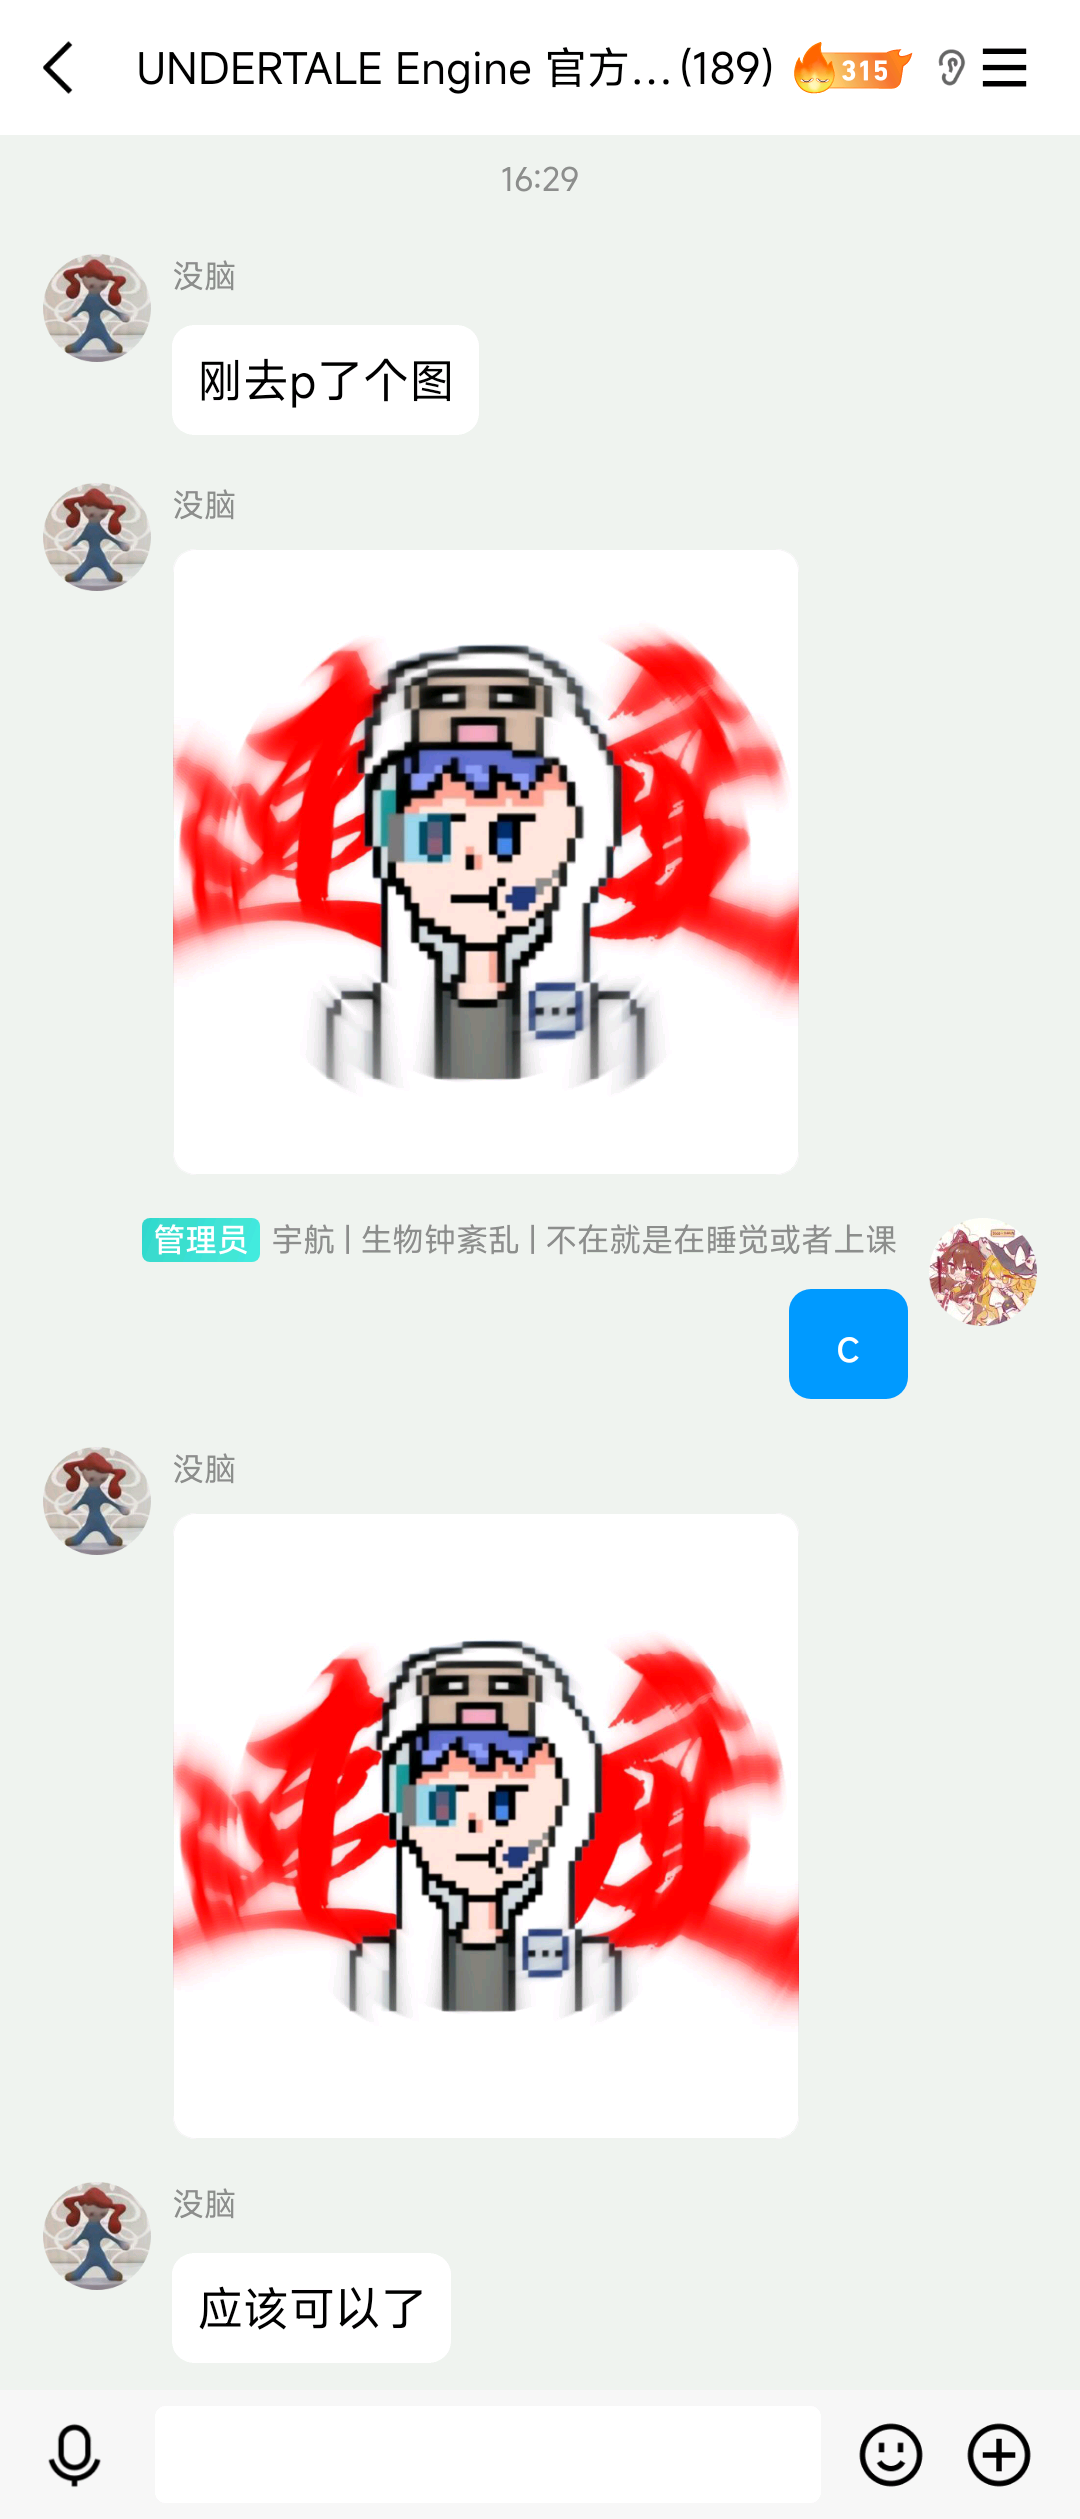 UNDERTALE Engine 官方...(189)
315
16:29
没脑
刚去p了个图
没脑
管理员 宇航 | 生物钟紊乱 | 不在就是在睡觉或者上课
C
没脑
没脑
应该可以了